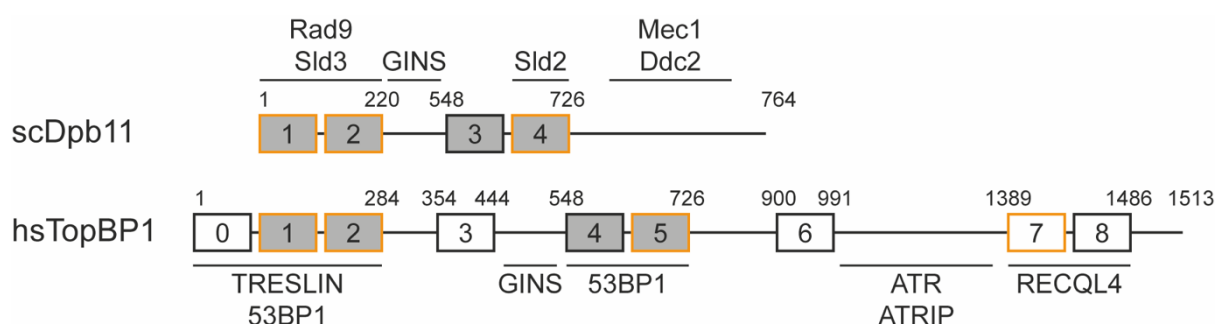 Rad9 Mec1
Sld3 GINS Sld2 Ddc2
1 220 548 726 764
scDpb11 1 2 3 4
1 284 354 444 548 726 900 991 1389 1486 1513
hsTopBP1 0 1 2 3 4 5 6 7 8
TRESLIN GINS 53BP1 ATR RECQL4
53BP1 ATRIP